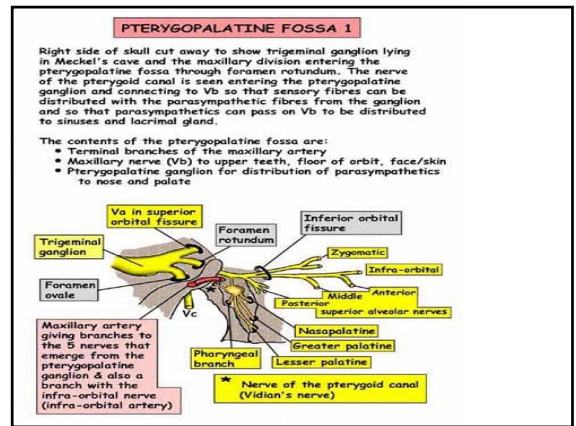 PTERYGOPALATINE FOSSA 1
Right side of skull cut away to show trigeminal ganglion lying
in Meckel's cave and the maxillary division entering the
pterygopalatine fossa through foramen rotundum. The nerve
of the pterygoid canal is seen entering the pterygopalatine
ganglion and connecting to Vb so that sensory fibres can be
distributed with the parasympathetic fibres from the ganglion
and so that parasympathetics can pass on Vb to be distributed
to sinuses and lacrimal gland.
The contents of the pterygopalatine fossa are:
• Terminal branches of the maxillary artery
• Maxillary nerve (Vb) to upper teeth, floor of orbit, face/skin
• Pterygopalatine ganglion for distribution of parasympathetics
to nose and palate
Va in superior
orbital fissure
Foramen
rotundum
Inferior orbital
fissure
Trigeminal
ganglion
Zygomatic
Infra-orbital
Foramen
ovale
Vc
*
Posterior
Middle
Anterior
superior alveolar nerves
Maxillary artery
giving branches to
the 5 nerves that
emerge from the
pterygopalatine
ganglion & also a
branch with the
infra-orbital nerve
(infra-orbital artery)
Nasapalatine
Greater palatine
Lesser palatine
Pharyngeal
branch
* Nerve of the pterygoid canal
(Vidian's nerve)